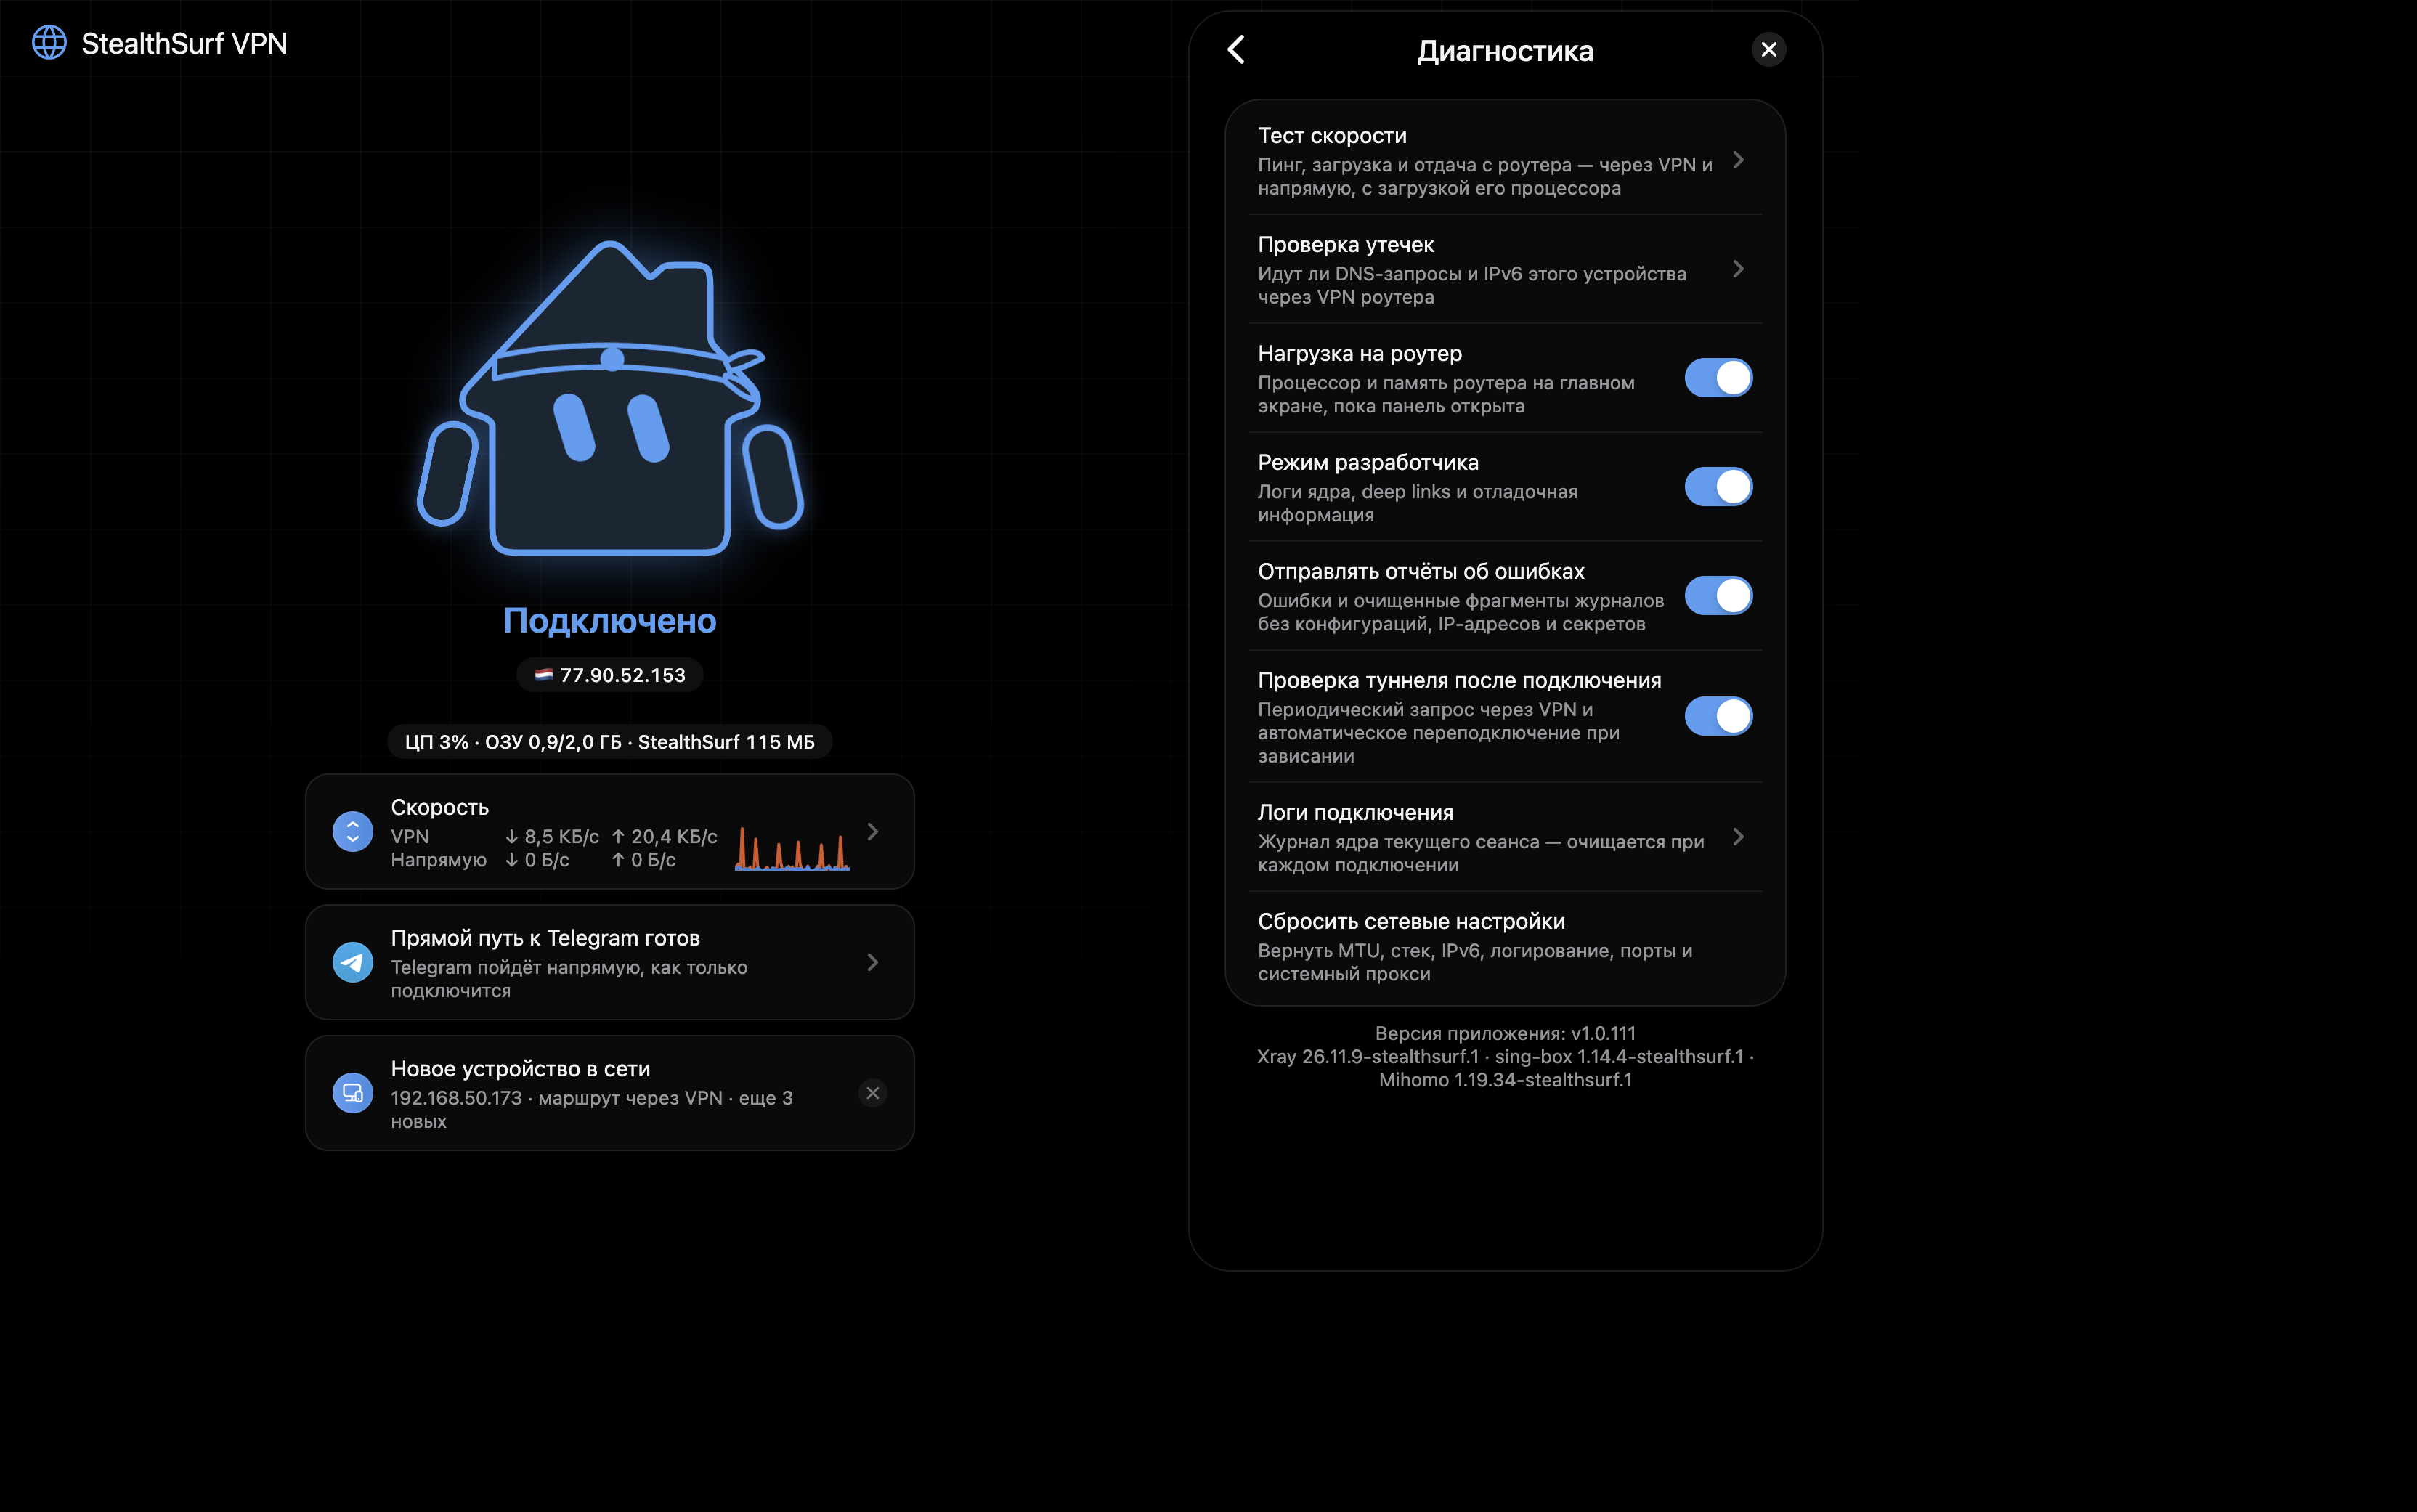 StealthSurf VPN
Подключено
77.90.52.153
ЦП 3% · ОЗУ 0,9/2,0 ГБ · StealthSurf 115 МБ
Скорость
VPN ↓ 8,5 КБ/с ↑ 20,4 КБ/с
Напрямую ↓ 0 Б/с ↑ 0 Б/с
Прямой путь к Telegram готов
Telegram пойдёт напрямую, как только
подключится
Новое устройство в сети
192.168.50.173 · маршрут через VPN · еще 3
новых
Диагностика
Тест скорости
Пинг, загрузка и отдача с роутера — через VPN и
напрямую, с загрузкой его процессора
Проверка утечек
Идут ли DNS-запросы и IPv6 этого устройства
через VPN роутера
Нагрузка на роутер
Процессор и память роутера на главном
экране, пока панель открыта
Режим разработчика
Логи ядра, deep links и отладочная
информация
Отправлять отчёты об ошибках
Ошибки и очищенные фрагменты журналов
без конфигураций, IP-адресов и секретов
Проверка туннеля после подключения
Периодический запрос через VPN и
автоматическое переподключение при
зависании
Логи подключения
Журнал ядра текущего сеанса — очищается при
каждом подключении
Сбросить сетевые настройки
Вернуть MTU, стек, IPv6, логирование, порты и
системный прокси
Версия приложения: v1.0.111
Xray 26.11.9-stealthsurf.1 · sing-box 1.14.4-stealthsurf.1 ·
Mihomo 1.19.34-stealthsurf.1